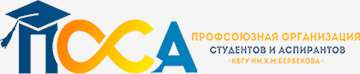 ПОСА
ПРОФСОЮЗНАЯ ОРГАНИЗАЦИЯ
СТУДЕНТОВ И АСПИРАНТОВ
-КБГУ ИМ.Х.М.БЕРБЕКОВА-